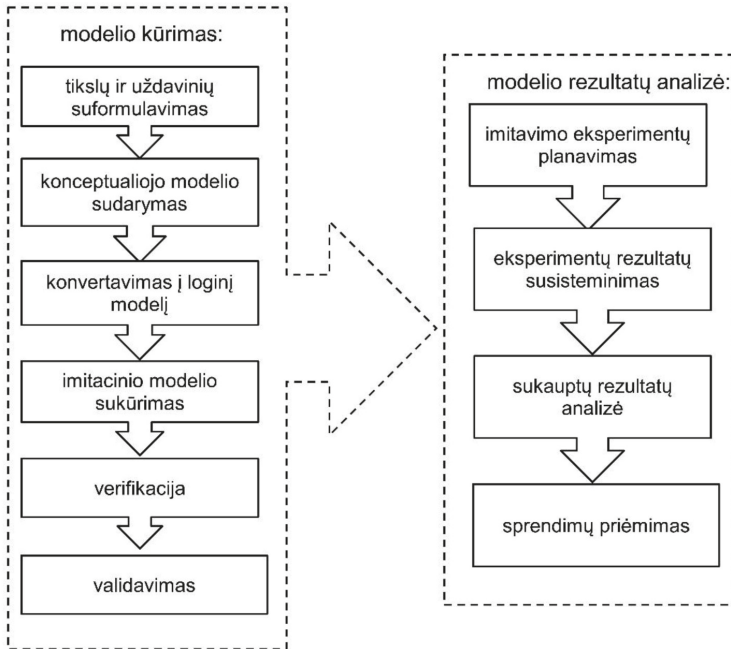 modelio kūrimas:
tikslų ir uždavinių
suformulavimas
konceptualiojo modelio
sudarymas
konvertavimas į loginį
modelį
imitacinio modelio
sukūrimas
verifikacija
validavimas
modelio rezultatų analizė:
imitavimo eksperimentų
planavimas
eksperimentų rezultatų
susisteminimas
sukauptų rezultatų
analizė
sprendimų priėmimas